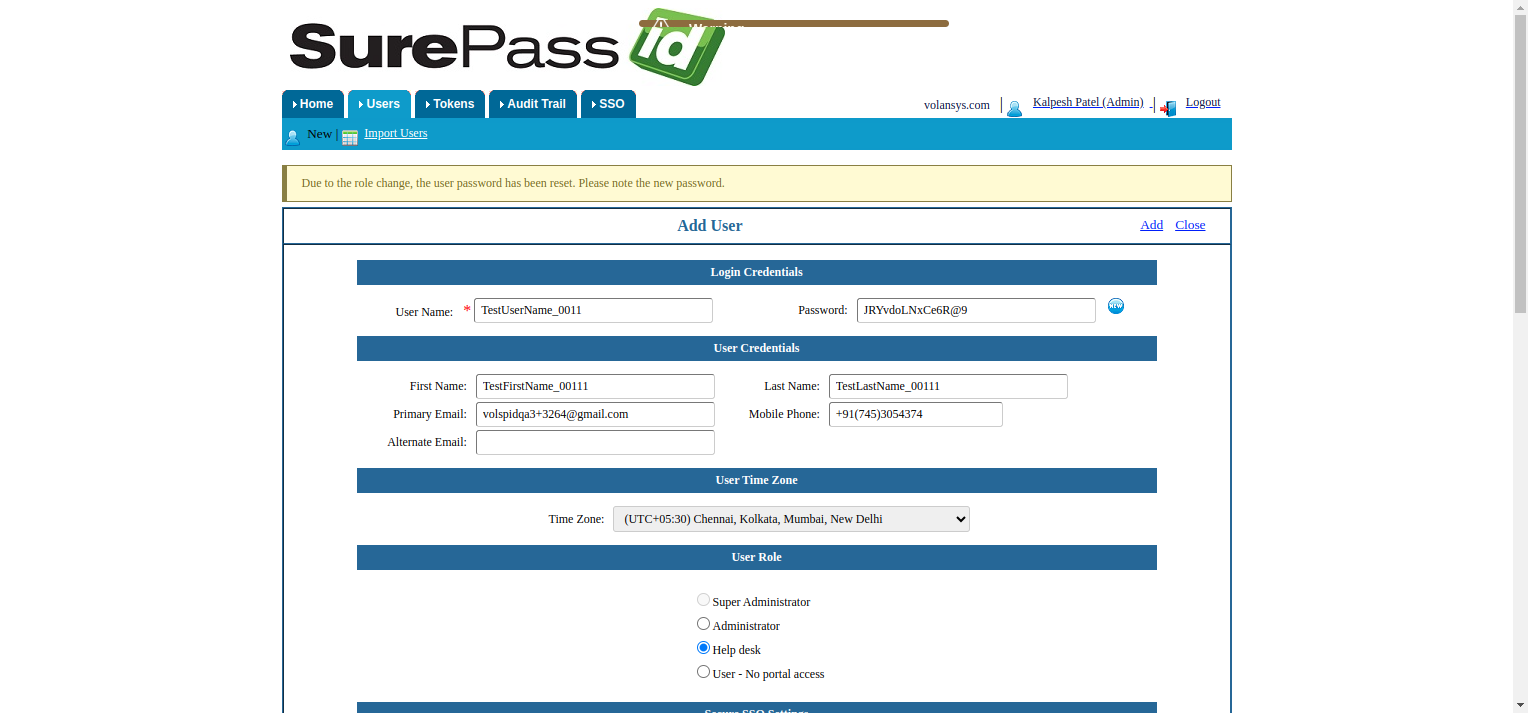 SurePass id
Warning
Home Users Tokens Audit Trail SSO
volansys.com | Kalpesh Patel (Admin) - | Logout
New | Import Users
Due to the role change, the user password has been reset. Please note the new password.
Add User Add Close
Login Credentials
User Name: * TestUserName_0011 Password: JRYvdoLNxCe6R@9 NEW
User Credentials
First Name: TestFirstName_00111 Last Name: TestLastName_00111
Primary Email: volspidqa3+3264@gmail.com Mobile Phone: +91(745)3054374
Alternate Email:
User Time Zone
Time Zone: (UTC+05:30) Chennai, Kolkata, Mumbai, New Delhi
User Role
Super Administrator
Administrator
Help desk
User - No portal access
Secure SSO Settings